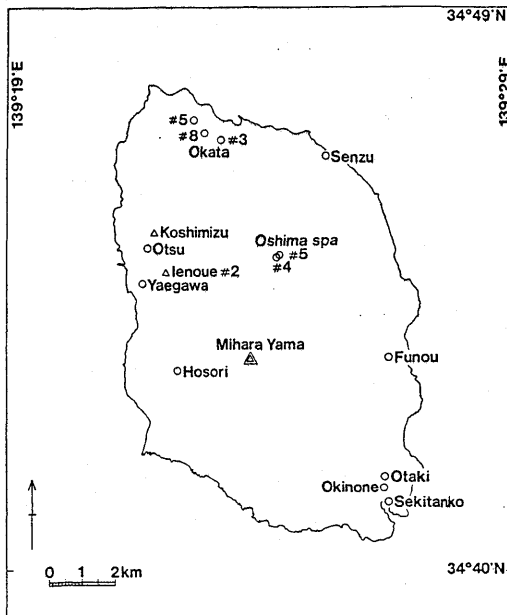 34°49'N
139°19'E
139°29'E
#5
#8
#3
Okata
Senzu
Koshimizu
Otsu
Oshima spa
#5
#4
Ienoue #2
Yaegawa
Mihara Yama
Funou
Hosori
Otaki
Okinone
Sekitanko
0 1 2km
34°40'N